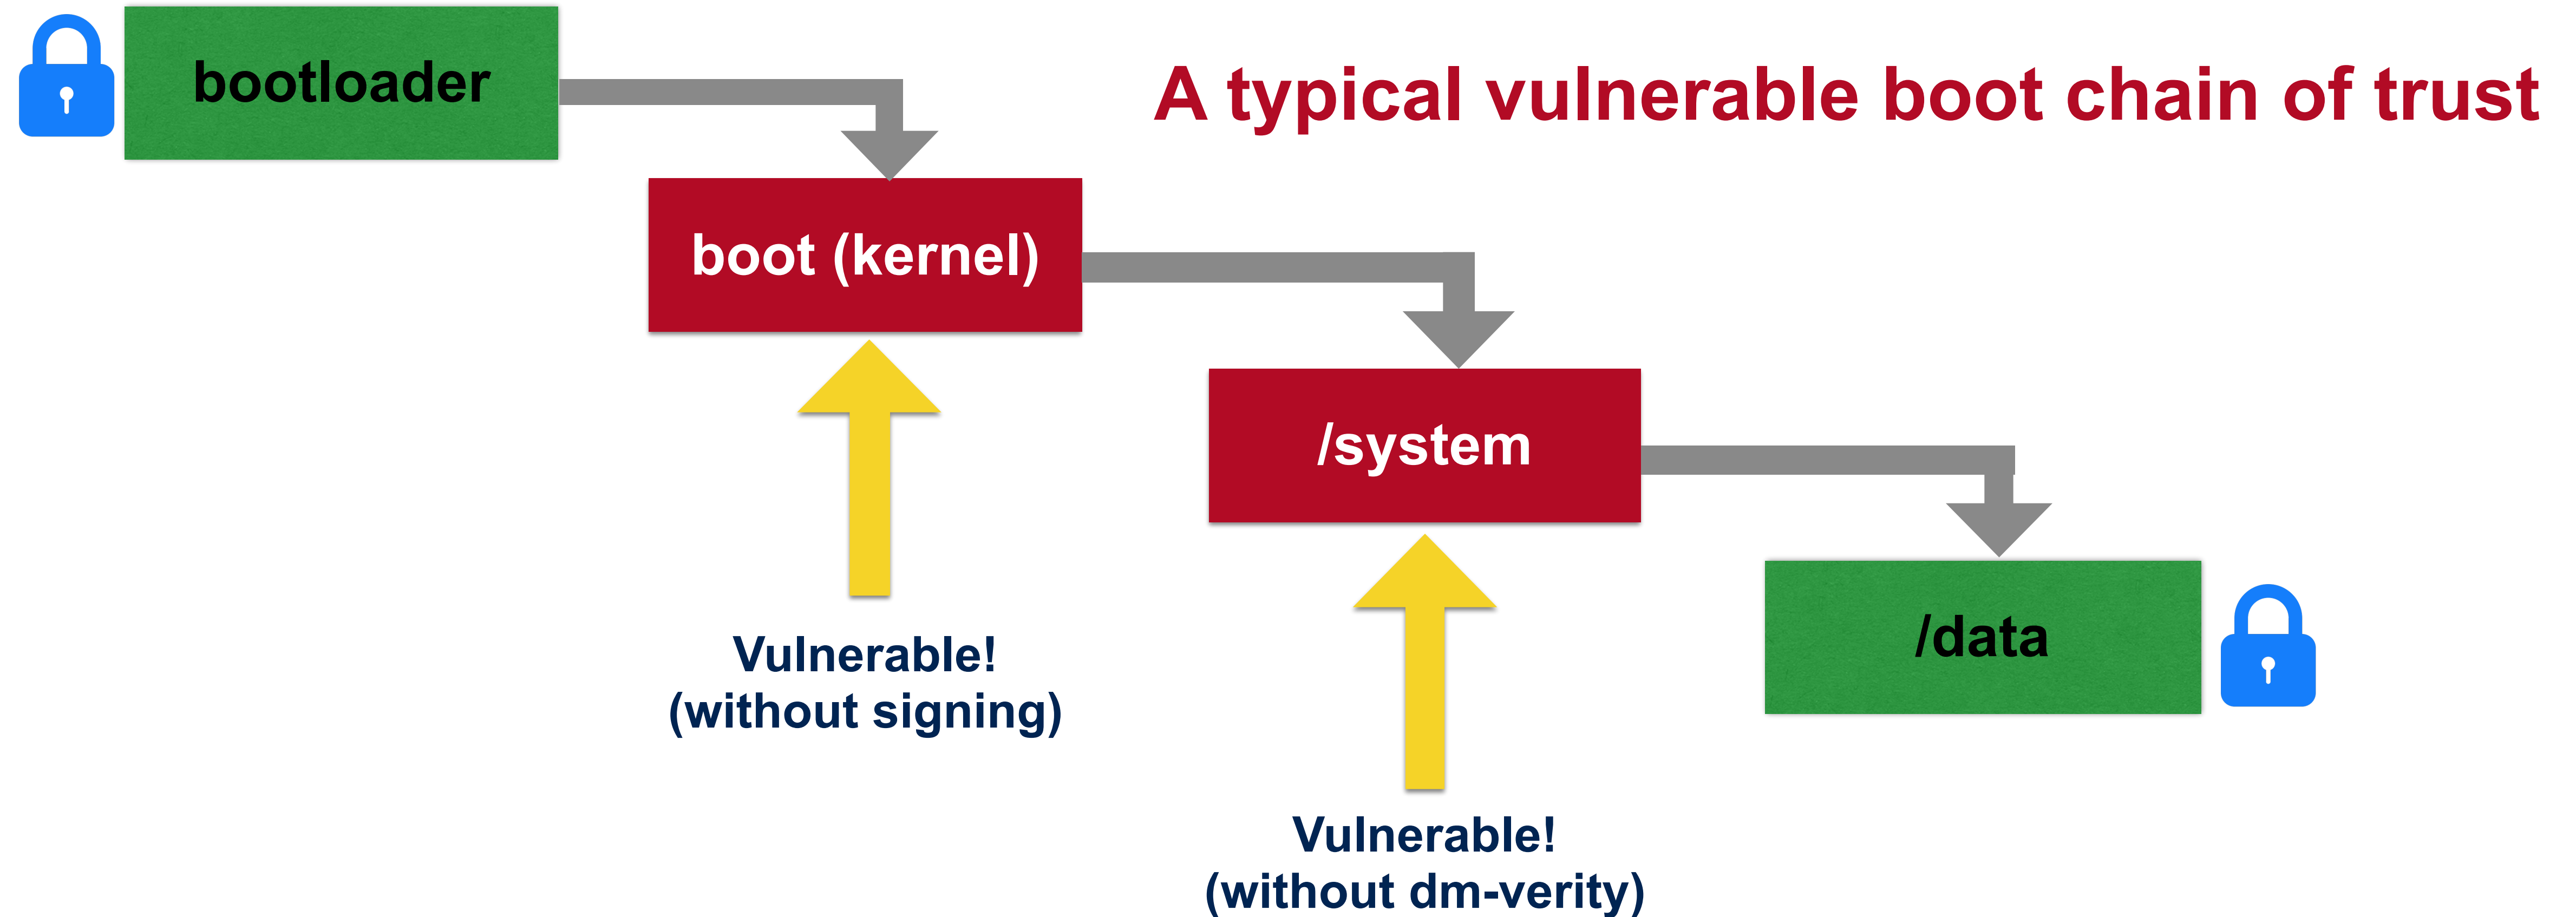 bootloader
A typical vulnerable boot chain of trust
boot (kernel)
/system
/data
Vulnerable!
(without signing)
Vulnerable!
(without dm-verity)